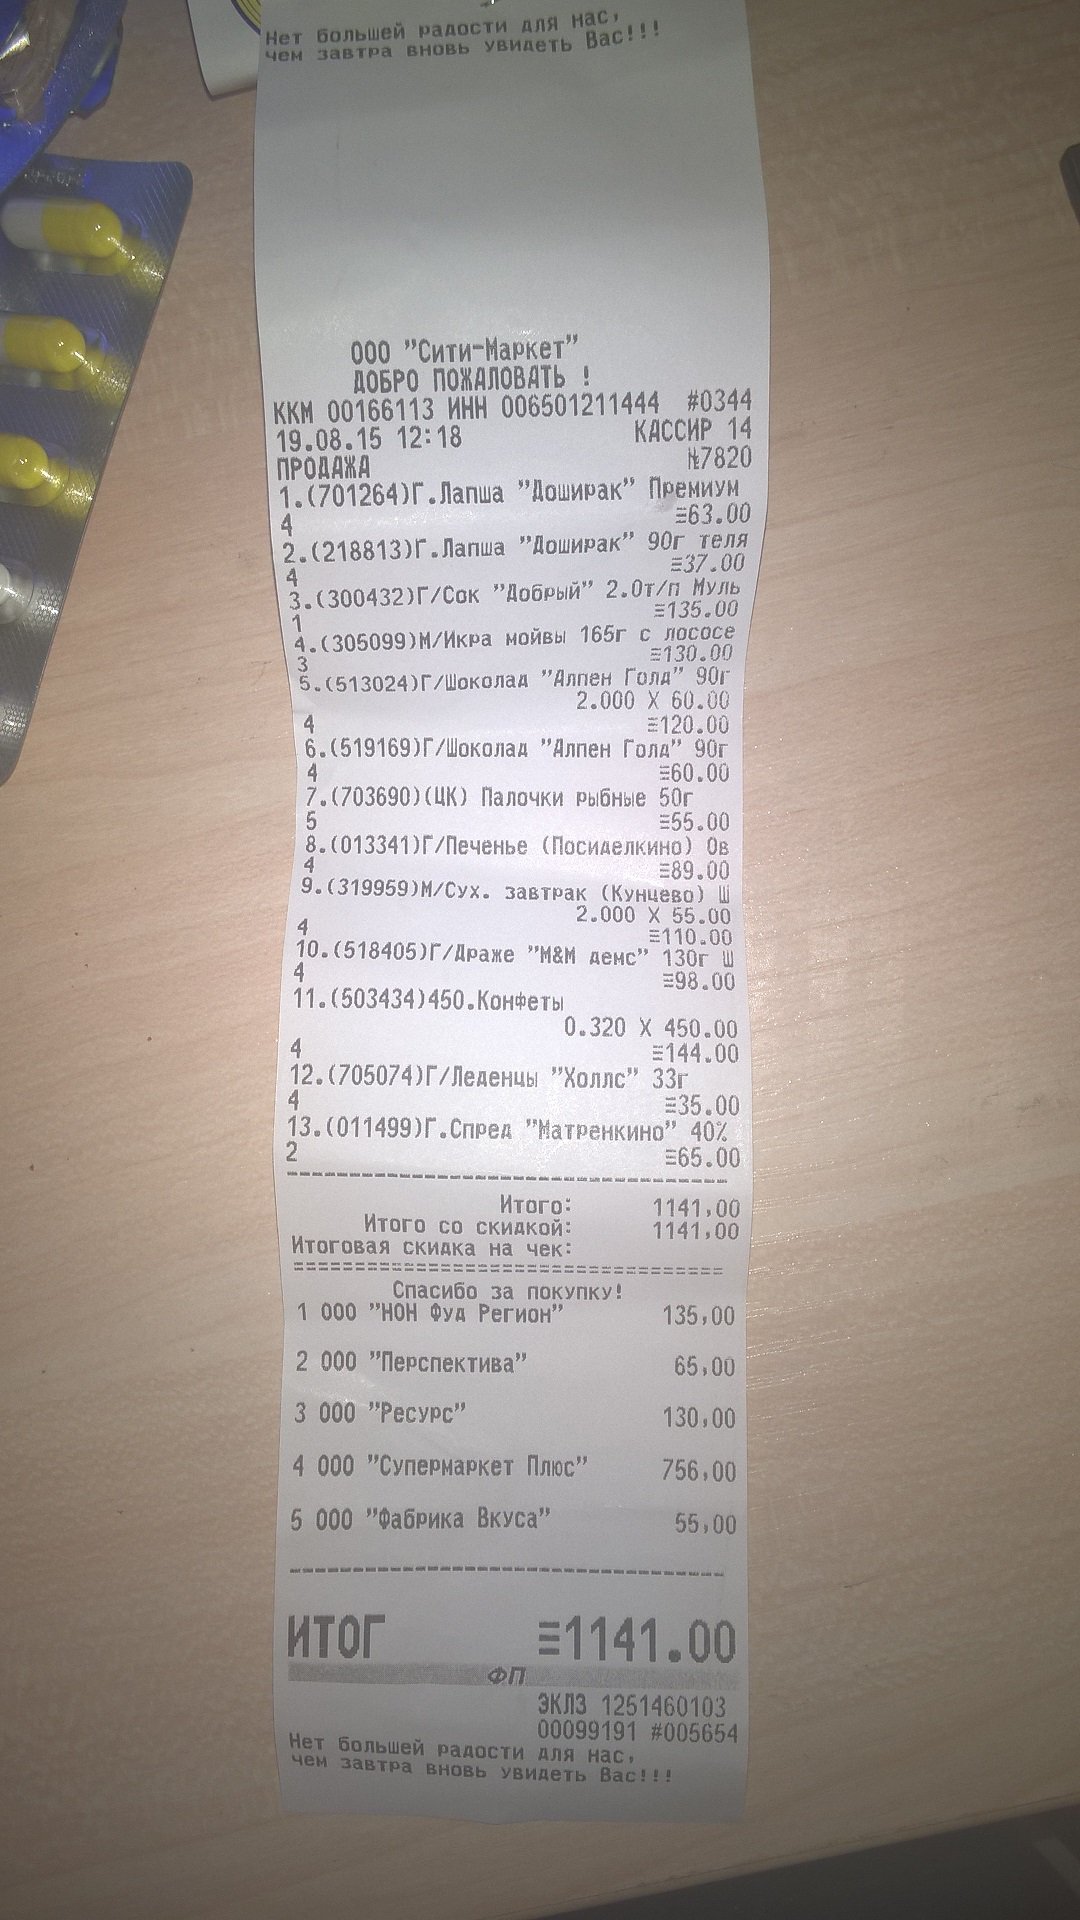 Нет большей радости для нас,
чем завтра вновь увидеть Вас!!!
ООО "Сити-Маркет"
ДОБРО ПОЖАЛОВАТЬ !
ККМ 00166113 ИНН 006501211444 #0344
19.08.15 12:18 КАССИР 14
ПРОДАЖА №7820
1.(701264)Г.Лапша "Доширак" Премиум
4 ≡63.00
2.(218813)Г.Лапша "Доширак" 90г теля
4 ≡37.00
3.(300432)Г/Сок "Добрый" 2.0т/п Муль
1 ≡135.00
4.(305099)М/Икра мойвы 165г с лососе
3 ≡130.00
5.(513024)Г/Шоколад "Алпен Голд" 90г
2.000 X 60.00
4 ≡120.00
6.(519169)Г/Шоколад "Алпен Голд" 90г
4 ≡60.00
7.(703690)(ЦК) Палочки рыбные 50г
5 ≡55.00
8.(013341)Г/Печенье (Посиделкино) Ов
4 ≡89.00
9.(319959)М/Сух. завтрак (Кунцево) Ш
2.000 X 55.00
4 ≡110.00
10.(518405)Г/Драже "М&М демс" 130г Ш
4 ≡98.00
11.(503434)450.Конфеты
0.320 X 450.00
4 ≡144.00
12.(705074)Г/Леденцы "Холлс" 33г
4 ≡35.00
13.(011499)Г.Спред "Матренкино" 40%
2 ≡65.00
Итого: 1141,00
Итого со скидкой: 1141,00
Итоговая скидка на чек:
Спасибо за покупку!
1 ООО "НОН Фуд Регион" 135,00
2 ООО "Перспектива" 65,00
3 ООО "Ресурс" 130,00
4 ООО "Супермаркет Плюс" 756,00
5 ООО "Фабрика Вкуса" 55,00
ИТОГ ≡1141.00
ФП
ЭКЛЗ 1251460103
00099191 #005654
Нет большей радости для нас,
чем завтра вновь увидеть Вас!!!